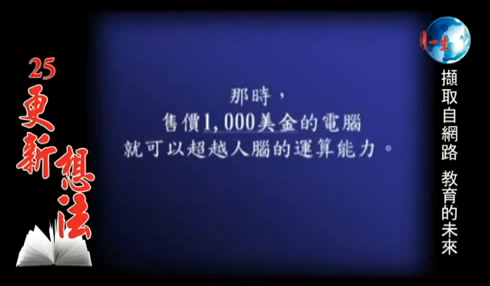 25
更新
想法
那時，
售價1,000美金的電腦
就可以超越人腦的運算能力。
擷取自網路 教育的未來